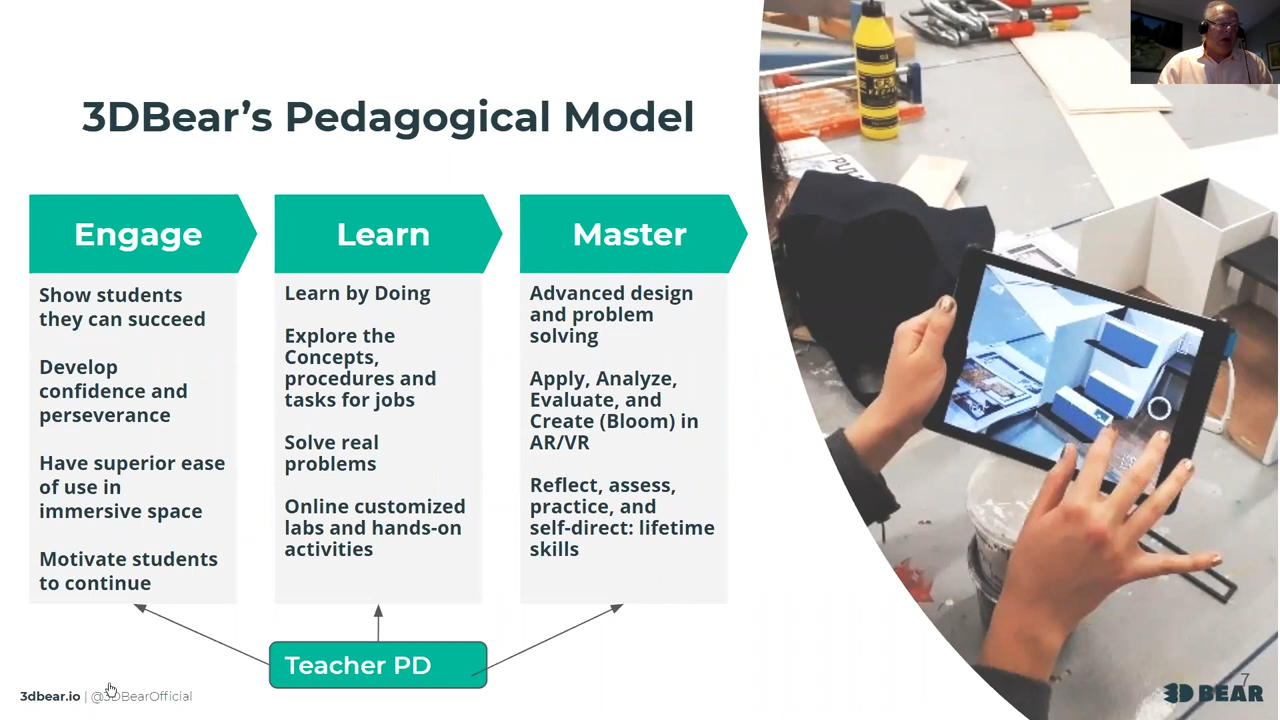 3DBear's Pedagogical Model
Engage
Show students
they can succeed
Develop
confidence and
perseverance
Have superior ease
of use in
immersive space
Motivate students
to continue
Learn
Learn by Doing
Explore the
Concepts,
procedures and
tasks for jobs
Solve real
problems
Online customized
labs and hands-on
activities
Master
Advanced design
and problem
solving
Apply, Analyze,
Evaluate, and
Create (Bloom) in
AR/VR
Reflect, assess,
practice, and
self-direct: lifetime
skills
Teacher PD
3dbear.io | @3DBearOfficial
7
3D BEAR